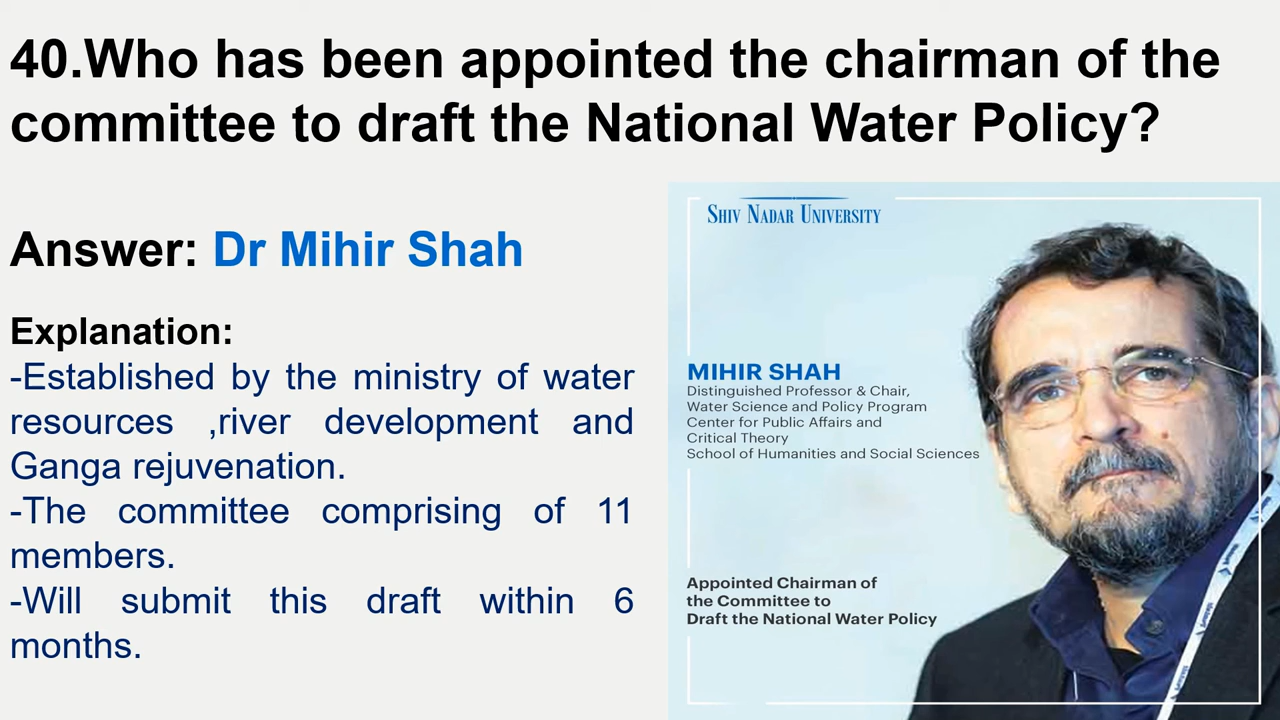 40.Who has been appointed the chairman of the
committee to draft the National Water Policy?
Answer: Dr Mihir Shah
Explanation:
-Established by the ministry of water
resources ,river development and
Ganga rejuvenation.
-The committee comprising of 11
members.
-Will submit this draft within 6
months.
SHIV NADAR UNIVERSITY
MIHIR SHAH
Distinguished Professor & Chair,
Water Science and Policy Program
Center for Public Affairs and
Critical Theory
School of Humanities and Social Sciences
Appointed Chairman of
the Committee to
Draft the National Water Policy